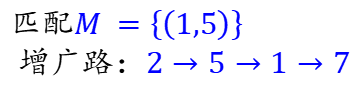 匹配M = {(1,5)}
增广路：2 → 5 → 1 → 7